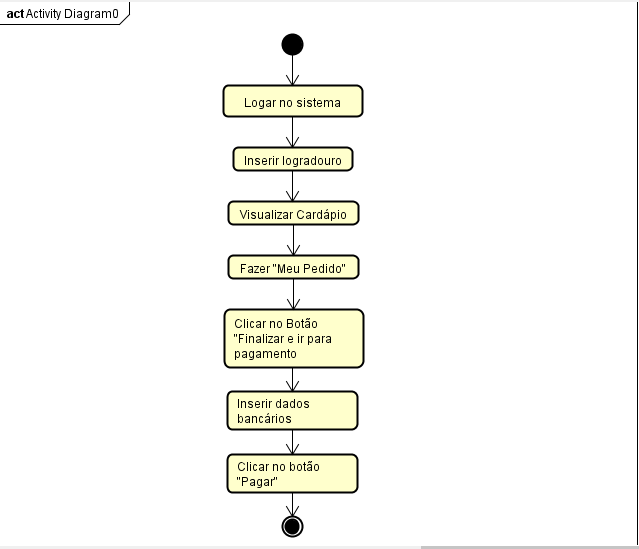 act Activity Diagram0
Logar no sistema
Inserir logradouro
Visualizar Cardápio
Fazer "Meu Pedido"
Clicar no Botão
"Finalizar e ir para
pagamento
Inserir dados
bancários
Clicar no botão
"Pagar"